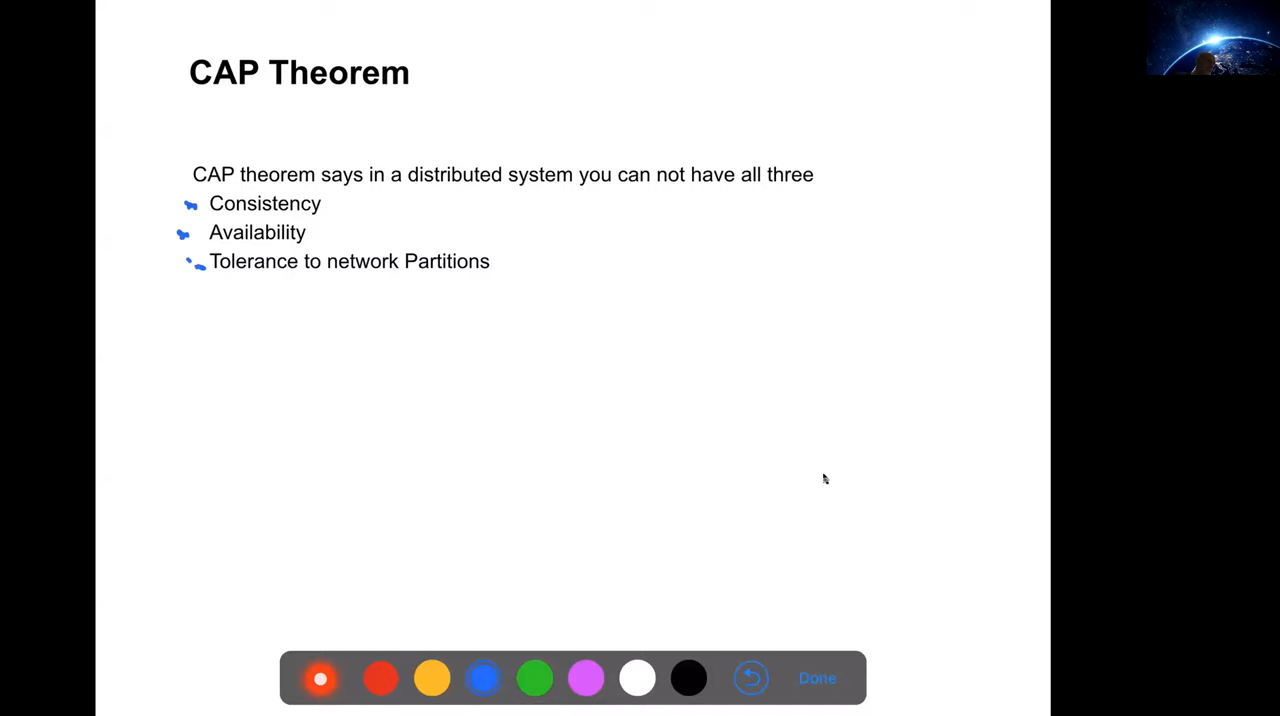 CAP Theorem
CAP theorem says in a distributed system you can not have all three
Consistency
Availability
Tolerance to network Partitions
Done